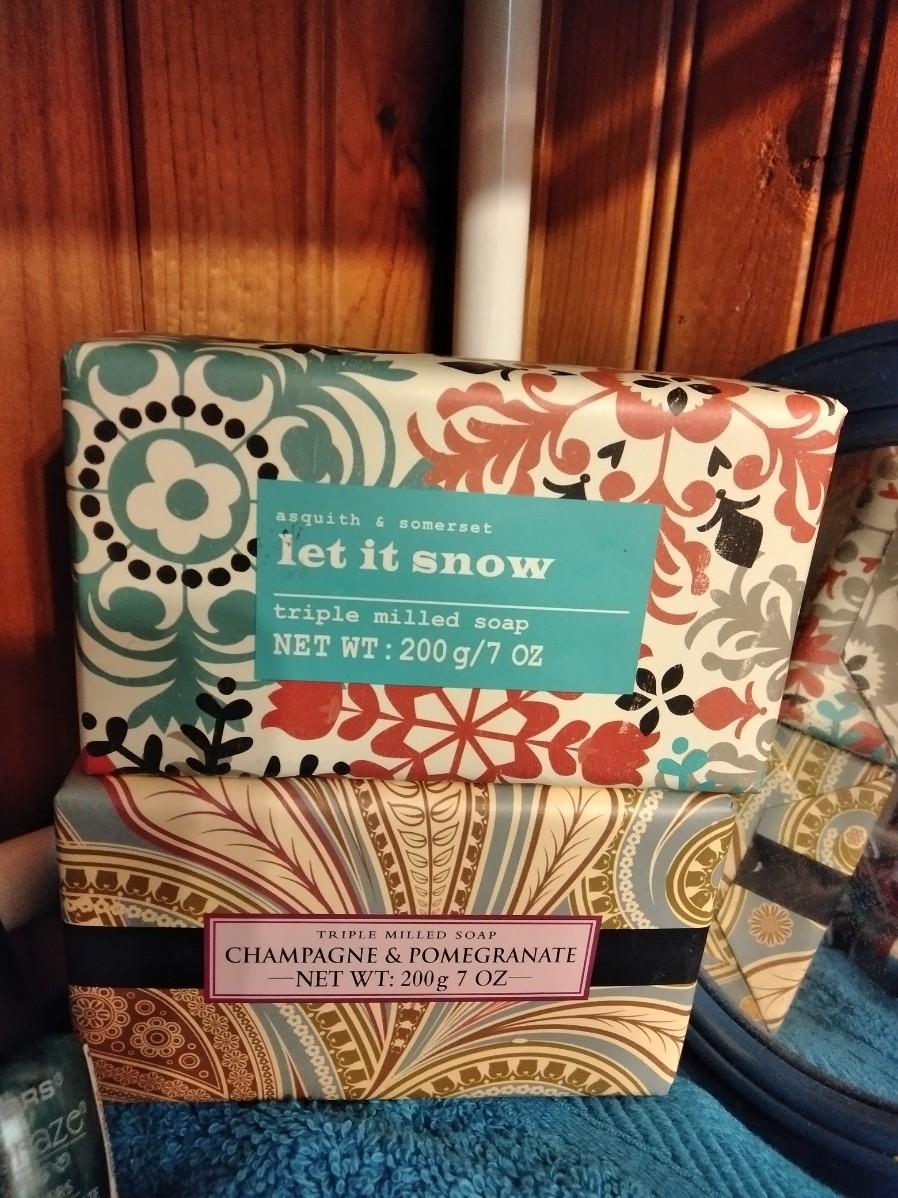 asquith & somerset
let it snow
triple milled soap
NET WT: 200 g/7 OZ
TRIPLE MILLED SOAP
CHAMPAGNE & POMEGRANATE
NET WT: 200g 7 OZ